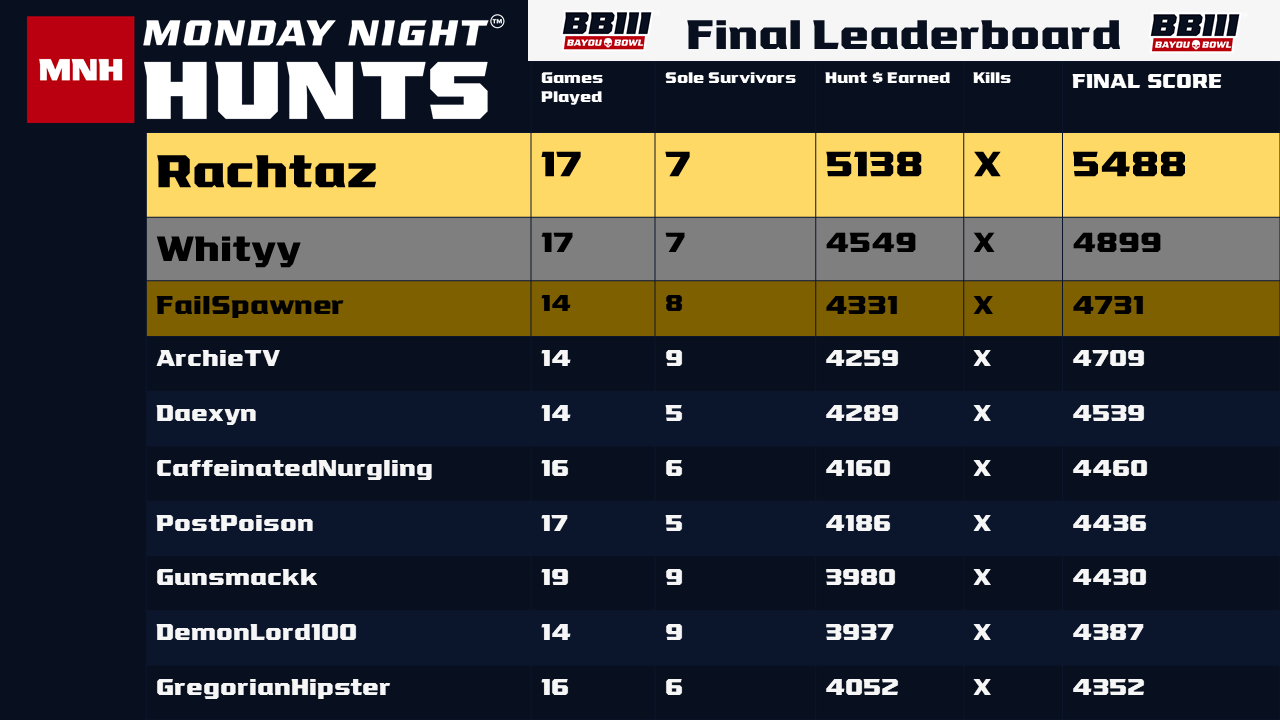 MNH
MONDAY NIGHT™
HUNTS
BBIII
BAYOU BOWL
Final Leaderboard
BBIII
BAYOU BOWL
Games Played Sole Survivors Hunt $ Earned Kills FINAL SCORE
Rachtaz 17 7 5138 X 5488
Whityy 17 7 4549 X 4899
FailSpawner 14 8 4331 X 4731
ArchieTV 14 9 4259 X 4709
Daexyn 14 5 4289 X 4539
CaffeinatedNurgling 16 6 4160 X 4460
PostPoison 17 5 4186 X 4436
Gunsmackk 19 9 3980 X 4430
DemonLord100 14 9 3937 X 4387
GregorianHipster 16 6 4052 X 4352